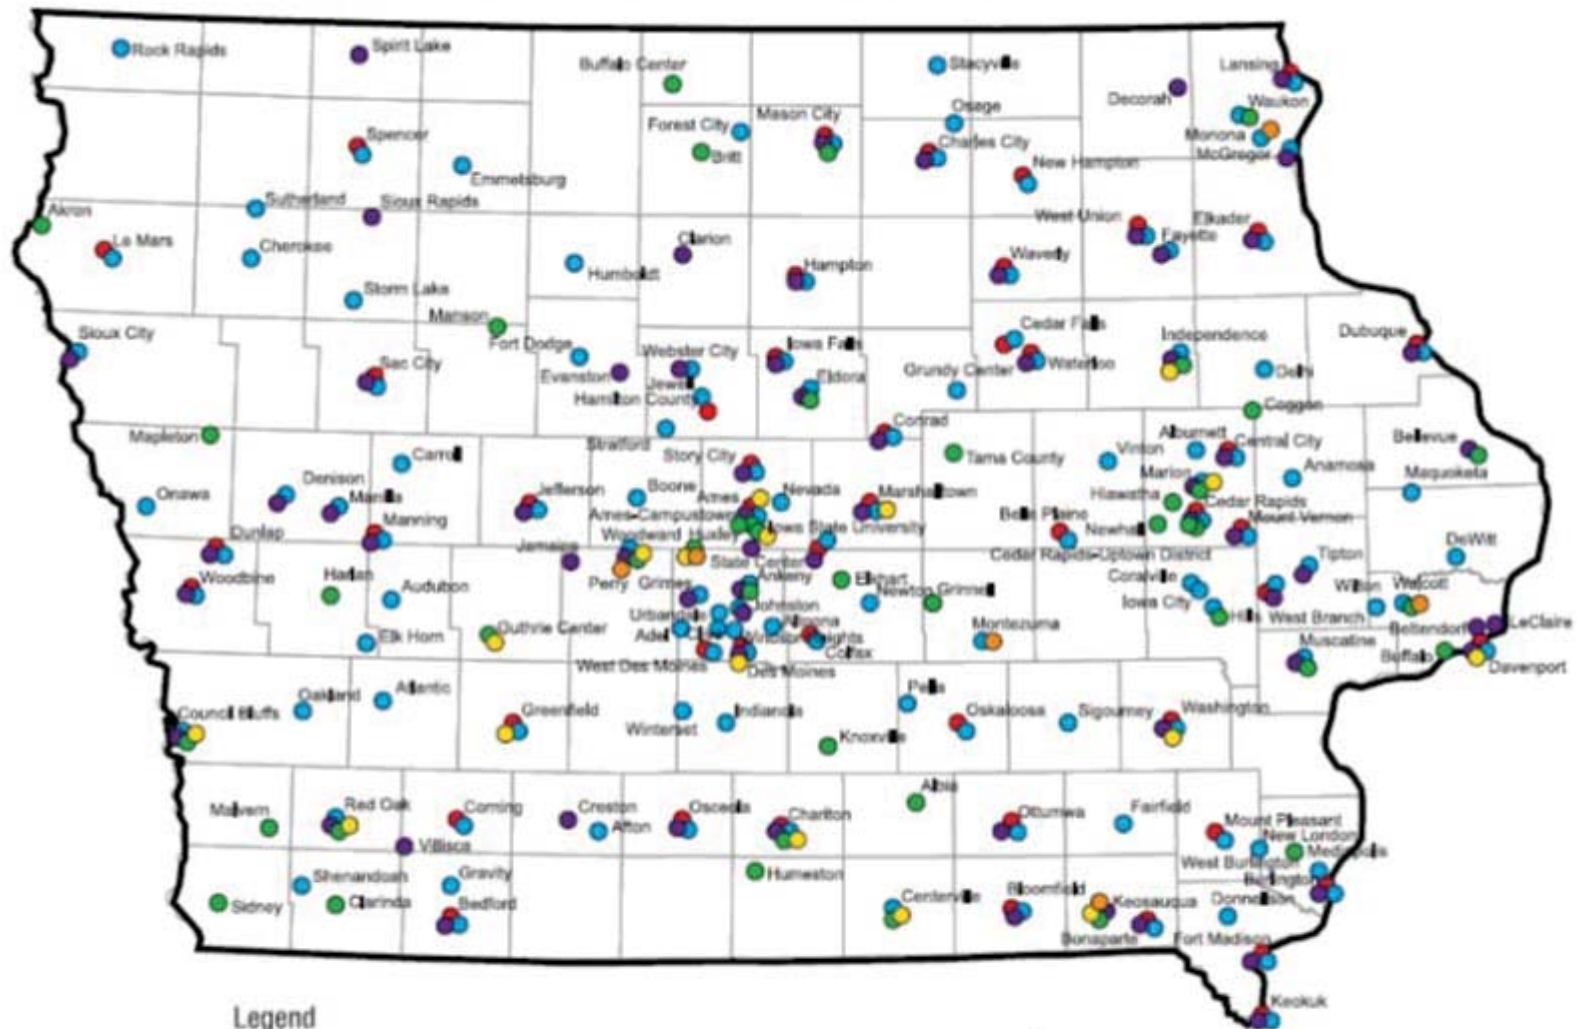 Rock Rapids
Spirit Lake
Buffalo Center
Stacyville
Lansing
Decorah
Waukon
Osage
Mason City
Forest City
Monona
McGregor
Spencer
Britt
Charles City
New Hampton
Emmetsburg
Sutherland
Sioux Rapids
Akron
West Union
Elkader
Fayette
Le Mars
Cherokee
Clarion
Hampton
Waverly
Humboldt
Storm Lake
Manson
Cedar Falls
Sioux City
Fort Dodge
Webster City
Iowa Falls
Independence
Dubuque
Sac City
Evanston
Jewell
Hamilton County
Eldora
Grundy Center
Waterloo
Delhi
Coggon
Mapleton
Conrad
Stratford
Story City
Tama County
Alburnett
Central City
Bellevue
Carroll
Vinton
Marion
Anamosa
Maquoketa
Onawa
Denison
Manilla
Jefferson
Boone
Ames
Nevada
Marshalltown
Hiawatha
Cedar Rapids
Ames-Campustown
Iowa State University
Belle Plaine
Newhall
Mount Vernon
Manning
Dunlap
Woodward
Huxley
Jamaica
State Center
Cedar Rapids-Uptown District
Tipton
DeWitt
Woodbine
Harlan
Audubon
Perry
Grimes
Ankeny
Elkhart
Newton
Grinnell
Coralville
Iowa City
Hills
West Branch
Wilton
Walcott
Urbandale
Johnston
Altoona
Adel
Windsor Heights
Colfax
Montezuma
Guthrie Center
Elk Horn
Bettendorf
LeClaire
Muscatine
Buffalo
Davenport
West Des Moines
Des Moines
Oakland
Atlantic
Council Bluffs
Greenfield
Winterset
Indianola
Pella
Oskaloosa
Sigourney
Washington
Knoxville
Malvern
Red Oak
Corning
Creston
Afton
Osceola
Chariton
Albia
Ottumwa
Fairfield
Mount Pleasant
New London
Mediapolis
Villisca
West Burlington
Burlington
Shenandoah
Gravity
Humeston
Sidney
Clarinda
Bedford
Centerville
Bloomfield
Keosauqua
Donnellson
Bonaparte
Fort Madison
Keokuk
Legend